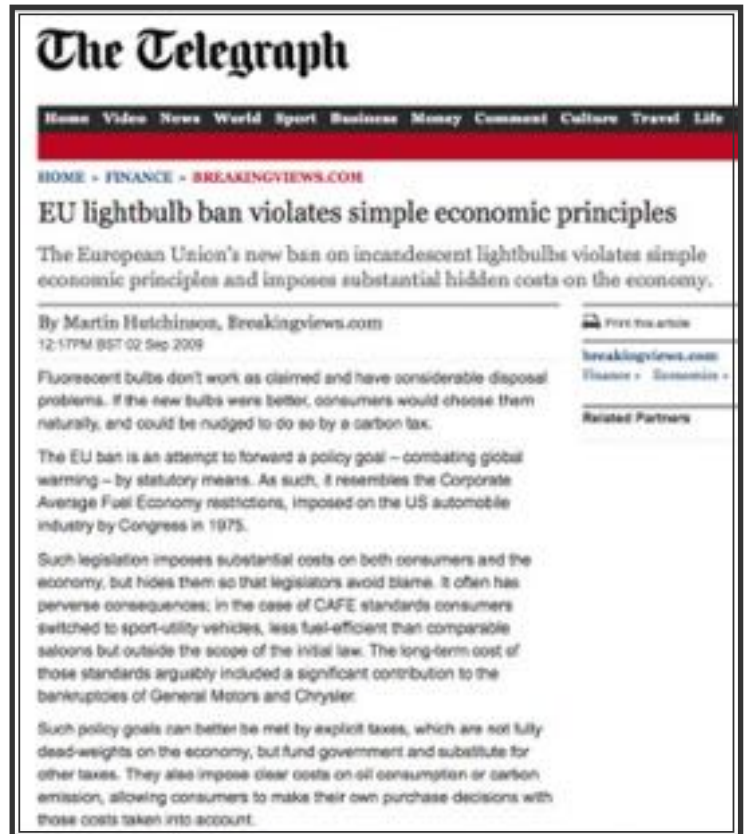 The Telegraph
Home Video News World Sport Business Money Comment Culture Travel Life
HOME » FINANCE » BREAKINGVIEWS.COM
EU lightbulb ban violates simple economic principles
The European Union's new ban on incandescent lightbulbs violates simple
economic principles and imposes substantial hidden costs on the economy.
By Martin Hutchinson, Breakingviews.com
12:17PM BST 02 Sep 2009
Print this article
breakingviews.com
Finance » Economics »
Related Partners
Fluorescent bulbs don't work as claimed and have considerable disposal
problems. If the new bulbs were better, consumers would choose them
naturally, and could be nudged to do so by a carbon tax.
The EU ban is an attempt to forward a policy goal – combating global
warming – by statutory means. As such, it resembles the Corporate
Average Fuel Economy restrictions, imposed on the US automobile
industry by Congress in 1975.
Such legislation imposes substantial costs on both consumers and the
economy, but hides them so that legislators avoid blame. It often has
perverse consequences; in the case of CAFE standards consumers
switched to sport-utility vehicles, less fuel-efficient than comparable
saloons but outside the scope of the initial law. The long-term cost of
those standards arguably included a significant contribution to the
bankruptcies of General Motors and Chrysler.
Such policy goals can better be met by explicit taxes, which are not fully
dead-weights on the economy, but fund government and substitute for
other taxes. They also impose clear costs on oil consumption or carbon
emission, allowing consumers to make their own purchase decisions with
those costs taken into account.